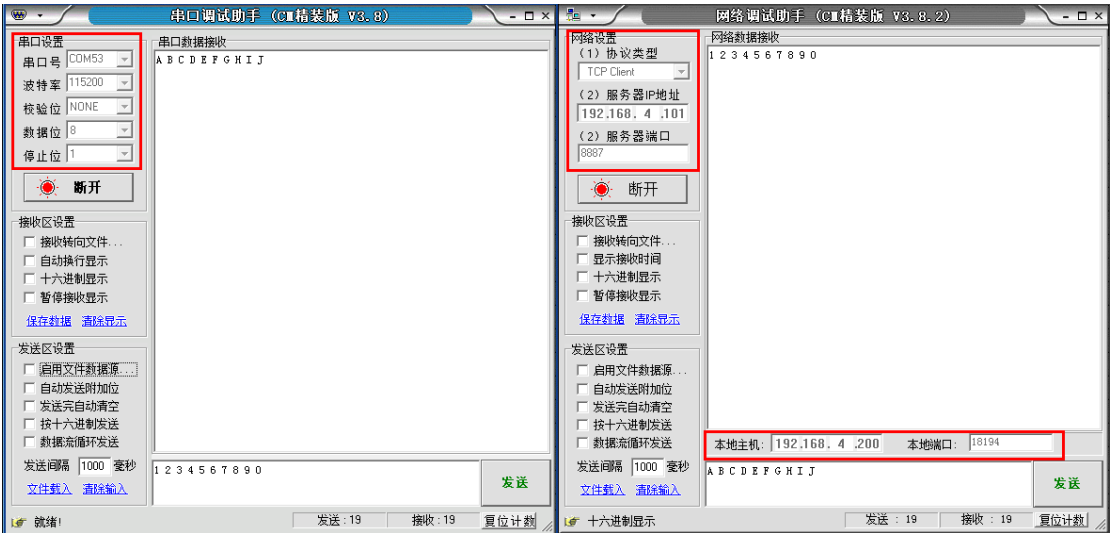 串口调试助手 (CⅢ精装版 V3.8)
串口设置
串口号 COM53
波特率 115200
校验位 NONE
数据位 8
停止位 1
断开
接收区设置
接收转向文件...
自动换行显示
十六进制显示
暂停接收显示
保存数据 清除显示
发送区设置
启用文件数据源...
自动发送附加位
发送完自动清空
按十六进制发送
数据流循环发送
发送间隔 1000 毫秒
文件载入 清除输入
串口数据接收
A B C D E F G H I J
1 2 3 4 5 6 7 8 9 0
发送
就绪! 发送:19 接收:19 复位计数
网络调试助手 (CⅢ精装版 V3.8.2)
网络设置
(1) 协议类型
TCP Client
(2) 服务器IP地址
192.168. 4 .101
(2) 服务器端口
8887
断开
接收区设置
接收转向文件...
显示接收时间
十六进制显示
暂停接收显示
保存数据 清除显示
发送区设置
启用文件数据源...
自动发送附加位
发送完自动清空
按十六进制发送
数据流循环发送
发送间隔 1000 毫秒
文件载入 清除输入
网络数据接收
1 2 3 4 5 6 7 8 9 0
本地主机: 192.168. 4 .200 本地端口: 18194
A B C D E F G H I J
发送
十六进制显示 发送 : 19 接收 : 19 复位计数